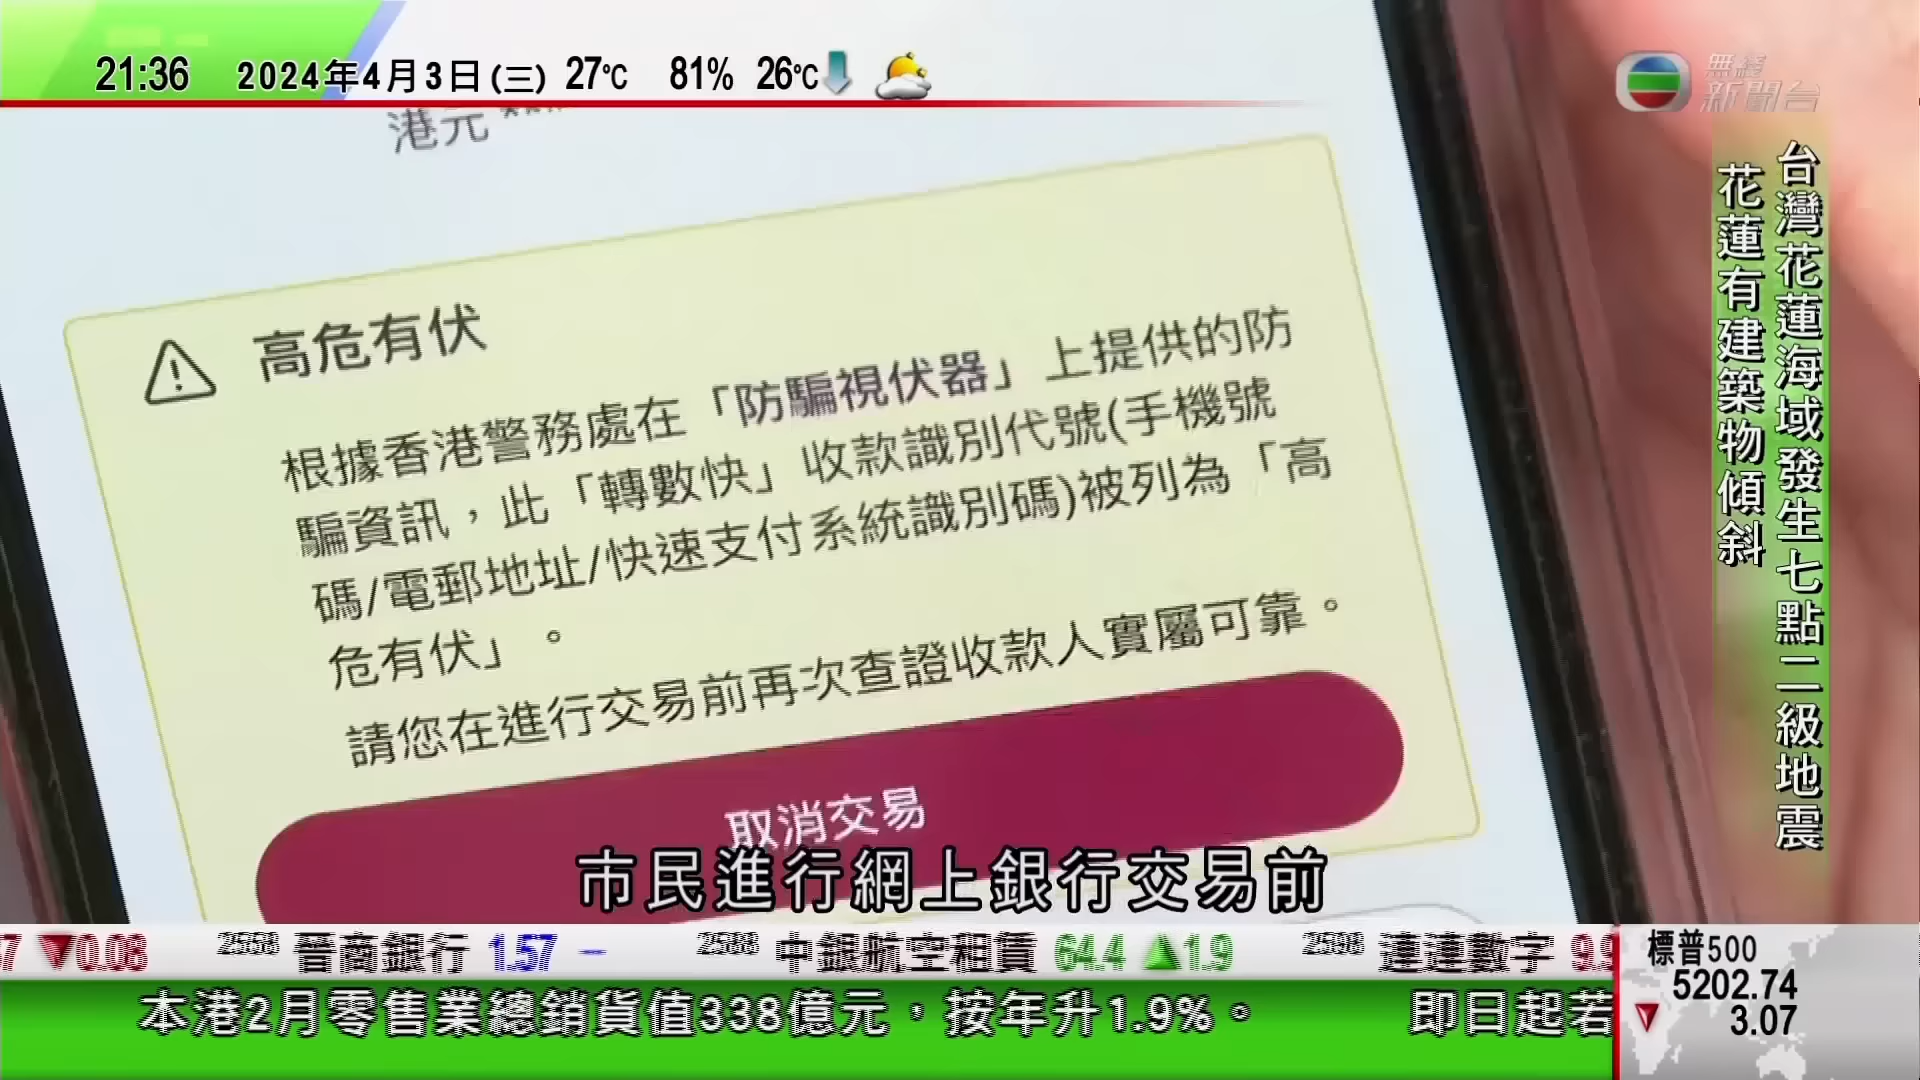 21:36 2024年4月3日(三) 27℃ 81% 26℃
無綫
新聞台
台灣花蓮海域發生七點二級地震
花蓮有建築物傾斜
港元
高危有伏
根據香港警務處在「防騙視伏器」上提供的防
騙資訊，此「轉數快」收款識別代號(手機號
碼/電郵地址/快速支付系統識別碼)被列為「高
危有伏」。
請您在進行交易前再次查證收款人實屬可靠。
取消交易
市民進行網上銀行交易前
7 ▼0.08 2558 晉商銀行 1.57 – 2588 中銀航空租賃 64.4 ▲1.9 2598 連連數字 9.9
標普500
5202.74
▼ 3.07
本港2月零售業總銷貨值338億元，按年升1.9%。 即日起若